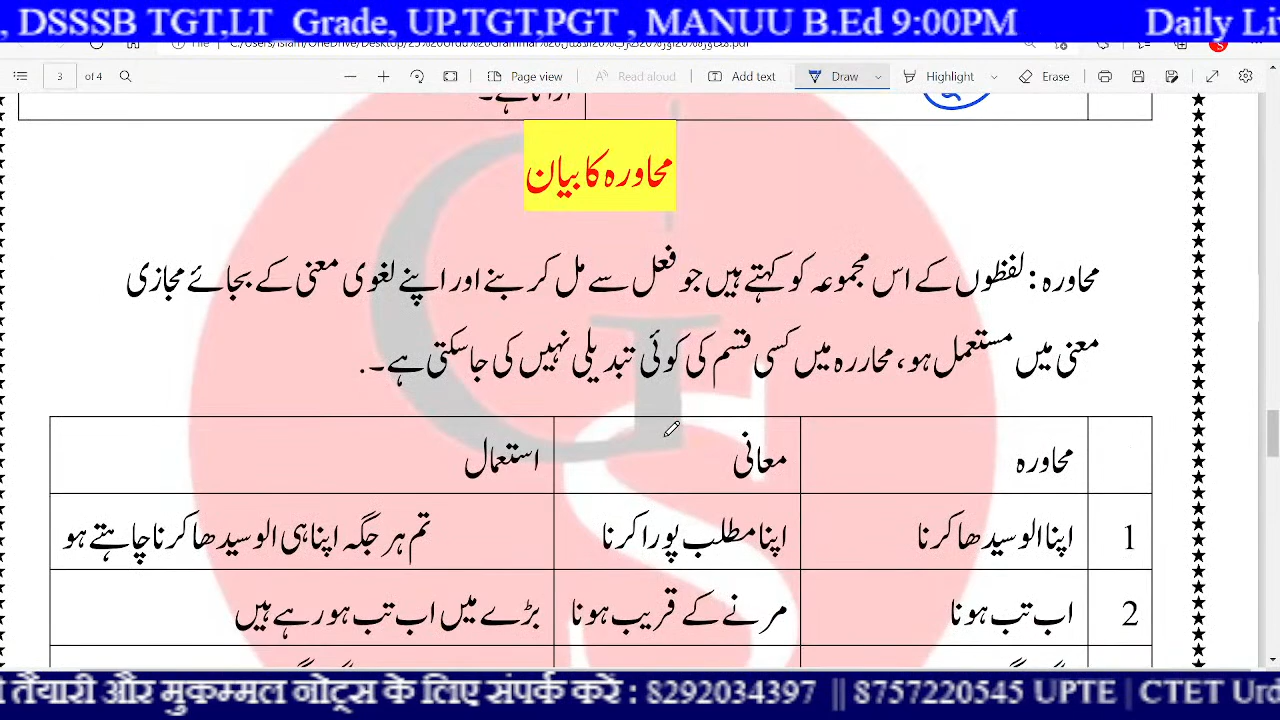 , DSSSB TGT,LT_Grade, UP.TGT,PGT , MANUU B.Ed 9:00PM Daily Li
3 of 4 Page view Read aloud Add text Draw Highlight Erase
محاورہ کا بیان
محاورہ : لفظوں کے اس مجموعہ کو کہتے ہیں جو فعل سے مل کر بنے اور اپنے لغوی معنی کے بجائے مجازی
معنی میں مستعمل ہو، محاررہ میں کسی قسم کی کوئی تبدیلی نہیں کی جاسکتی ہے۔.
محاورہ معانی استعمال
1 اپنا الو سیدھا کرنا اپنا مطلب پورا کرنا تم ہر جگہ اپنا ہی الو سیدھا کرنا چاہتے ہو
2 اب تب ہونا مرنے کے قریب ہونا بڑے میں اب تب ہو رہے ہیں
तैयारी और मुकम्मल नोट्स के लिए संपर्क करे : 8292034397 || 8757220545 UPTE | CTET Urd